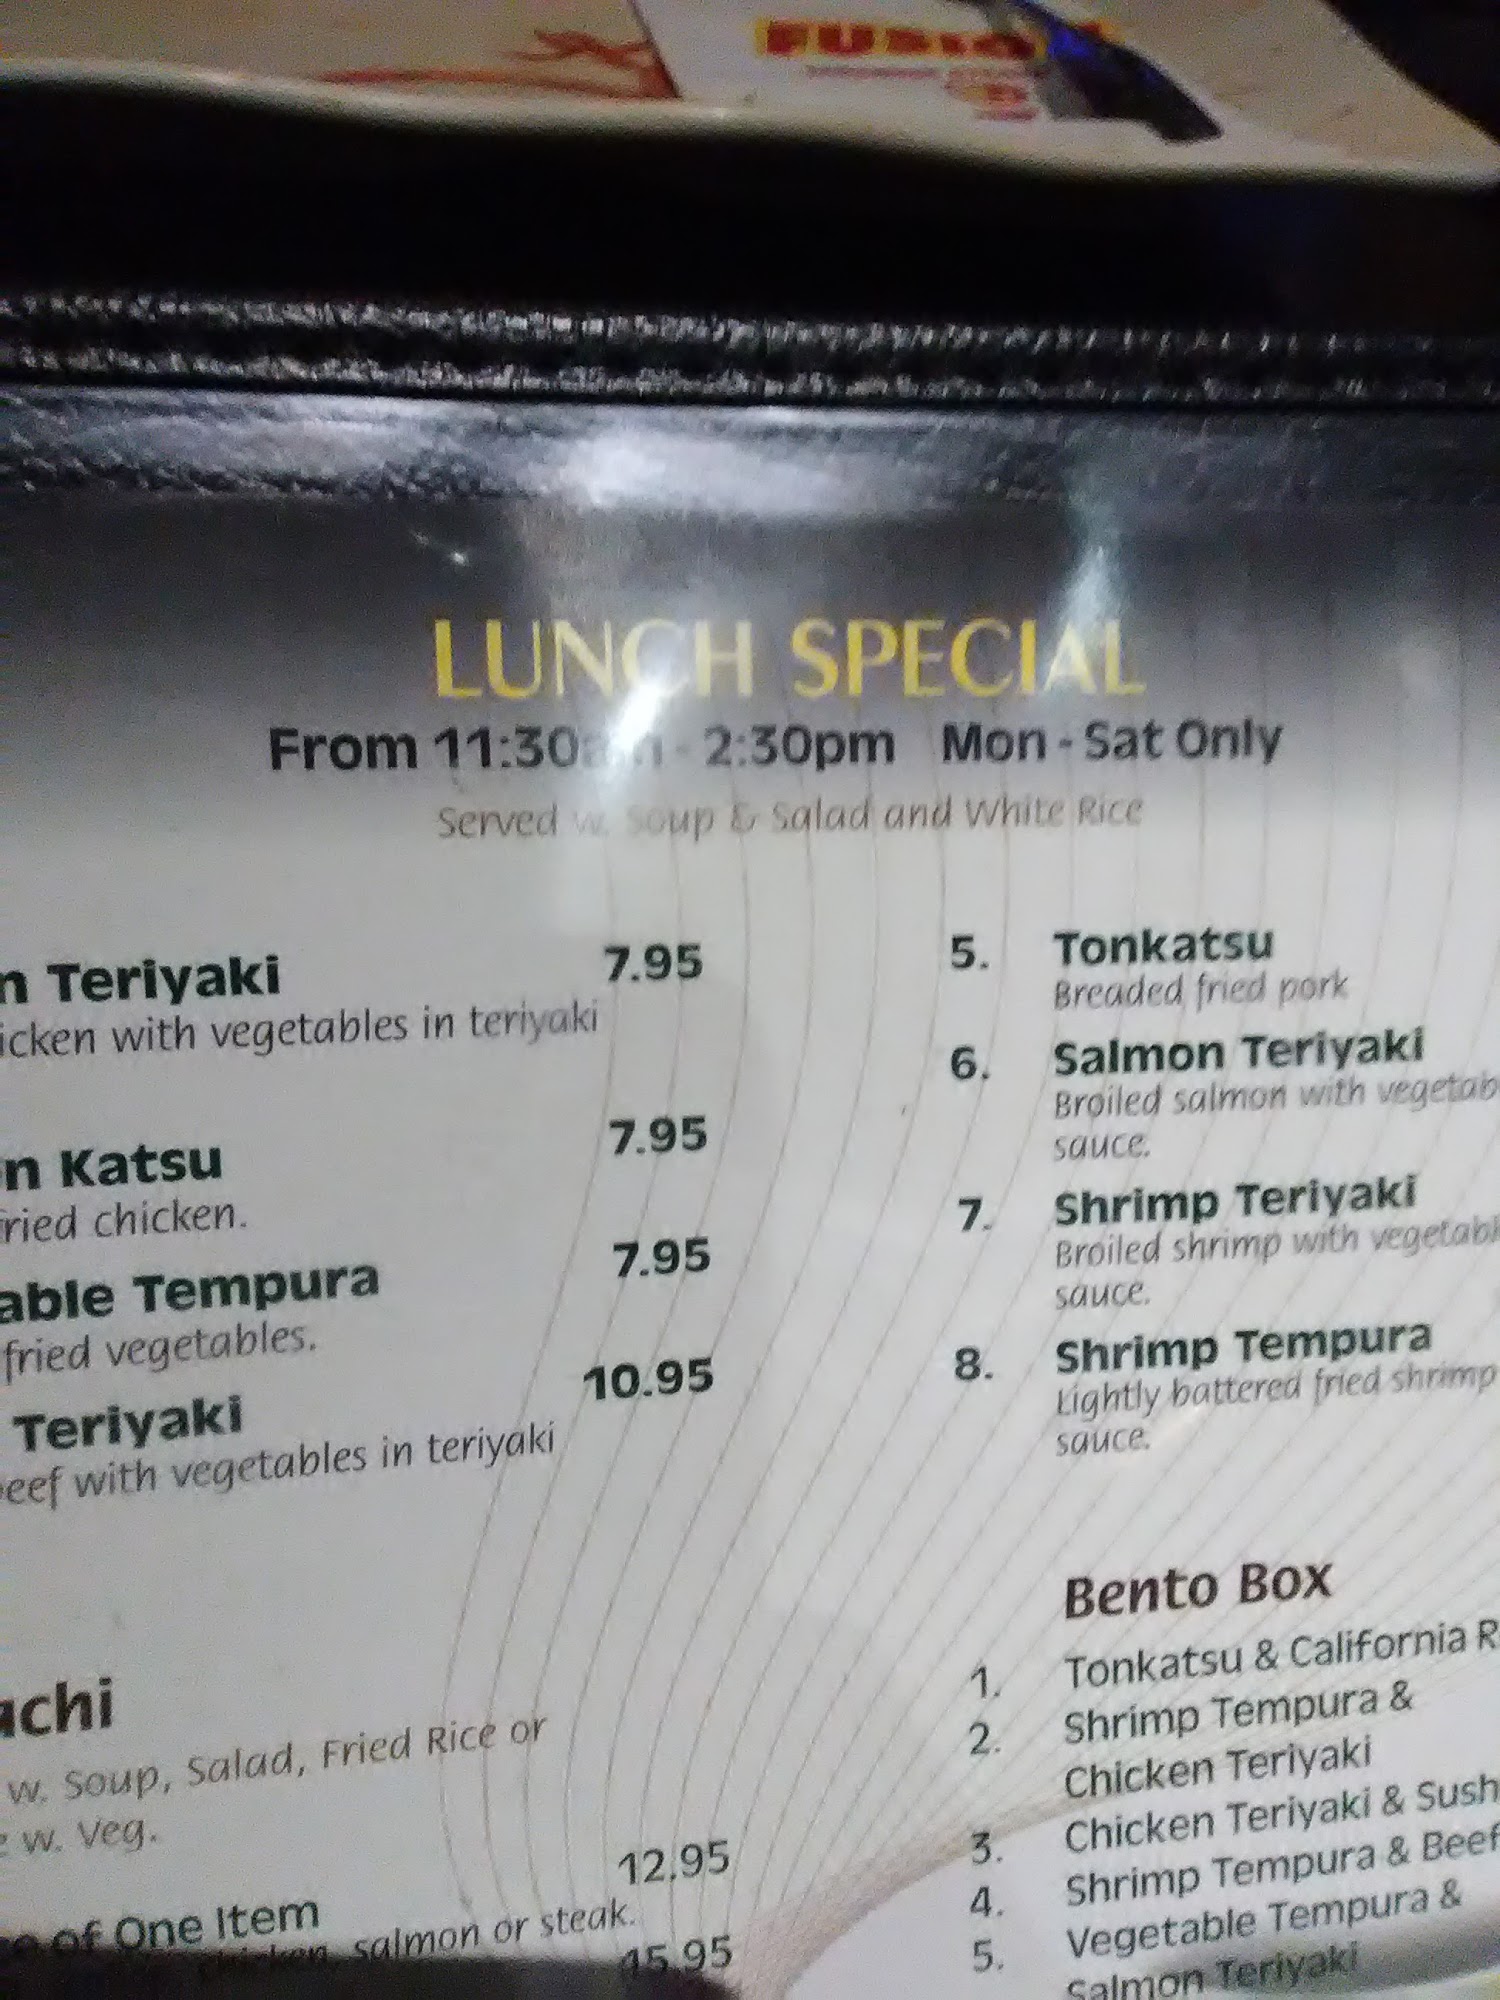 LUNCH SPECIAL
From 11:30am - 2:30pm Mon - Sat Only
Served w. Soup & Salad and White Rice
n Teriyaki 7.95
icken with vegetables in teriyaki
n Katsu 7.95
fried chicken.
able Tempura 7.95
fried vegetables.
Teriyaki 10.95
eef with vegetables in teriyaki
achi
w. Soup, Salad, Fried Rice or
w. Veg.
of One Item 12.95
chicken, salmon or steak.
15.95
5. Tonkatsu
Breaded fried pork
6. Salmon Teriyaki
Broiled salmon with vegetab
sauce.
7. Shrimp Teriyaki
Broiled shrimp with vegetabl
sauce.
8. Shrimp Tempura
Lightly battered fried shrimp
sauce.
Bento Box
1. Tonkatsu & California R
2. Shrimp Tempura &
Chicken Teriyaki
3. Chicken Teriyaki & Sush
4. Shrimp Tempura & Beef
5. Vegetable Tempura &
Salmon Teriyaki